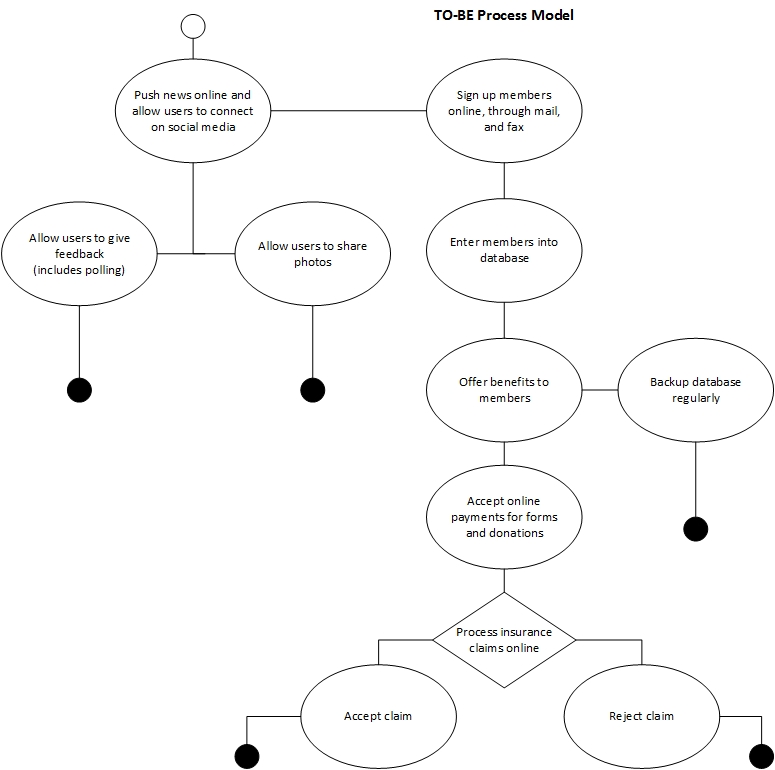 TO-BE Process Model
Push news online and
allow users to connect
on social media
Sign up members
online, through mail,
and fax
Allow users to give
feedback
(includes polling)
Allow users to share
photos
Enter members into
database
Offer benefits to
members
Backup database
regularly
Accept online
payments for forms
and donations
Process insurance
claims online
Accept claim
Reject claim